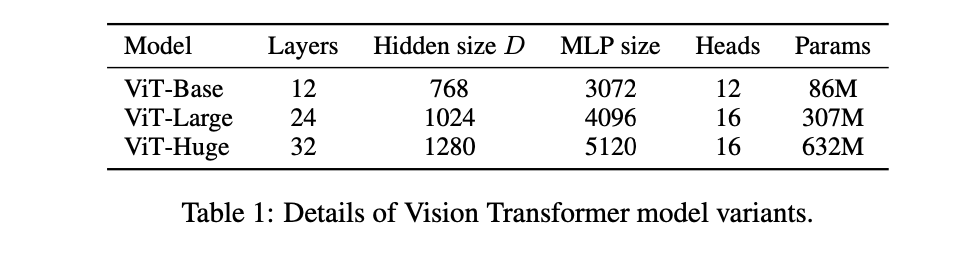 Model Layers Hidden size D MLP size Heads Params
ViT-Base 12 768 3072 12 86M
ViT-Large 24 1024 4096 16 307M
ViT-Huge 32 1280 5120 16 632M
Table 1: Details of Vision Transformer model variants.